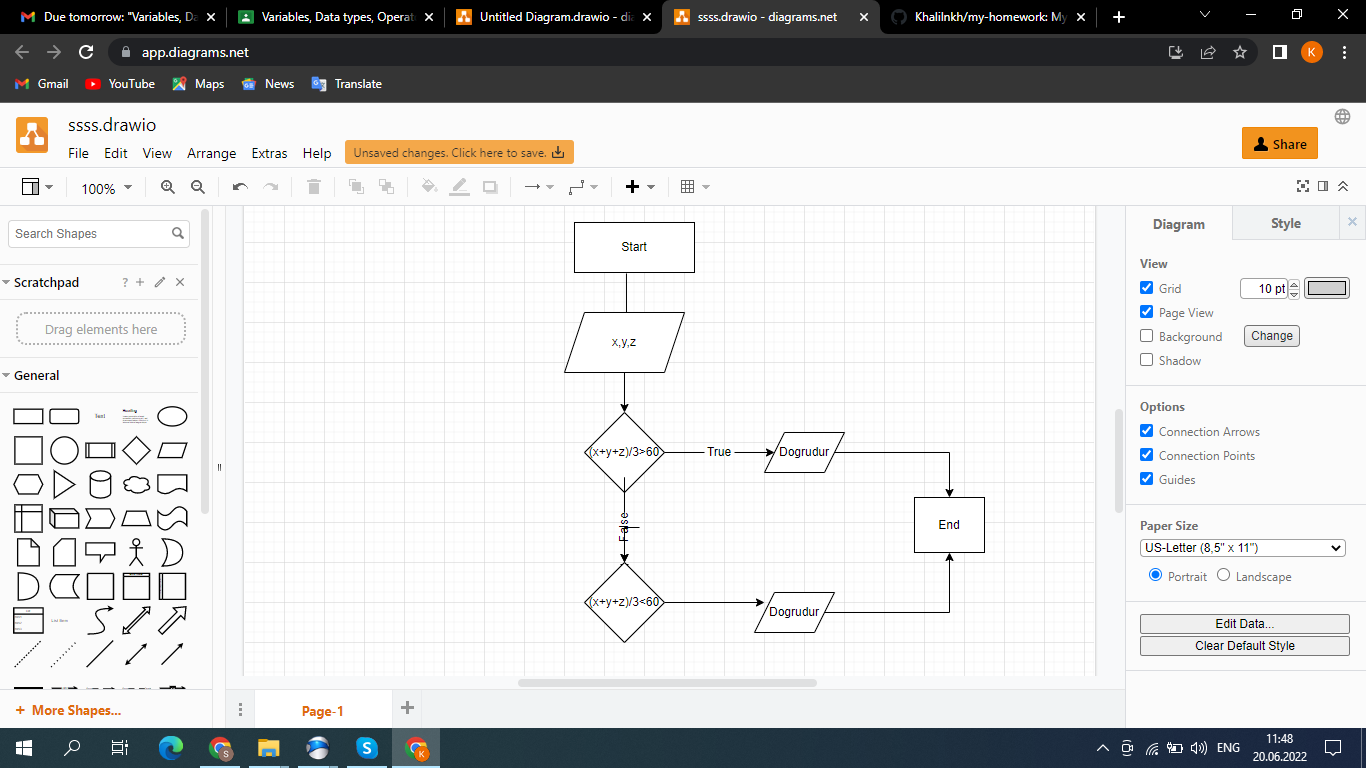 Due tomorrow: "Variables, Da
Variables, Data types, Operat
Untitled Diagram.drawio - dia
ssss.drawio - diagrams.net
Khalilnkh/my-homework: My
app.diagrams.net
K
Gmail
YouTube
Maps
News
Translate
ssss.drawio
File Edit View Arrange Extras Help
Unsaved changes. Click here to save.
Share
100%
Search Shapes
Scratchpad
?
Drag elements here
General
Text
Heading
More Shapes...
Start
x,y,z
(x+y+z)/3>60
True
Dogrudur
False
End
(x+y+z)/3<60
Dogrudur
Page-1
Diagram
Style
View
Grid
10 pt
Page View
Background
Change
Shadow
Options
Connection Arrows
Connection Points
Guides
Paper Size
US-Letter (8,5" x 11")
Portrait
Landscape
Edit Data...
Clear Default Style
S
K
ENG
11:48
20.06.2022